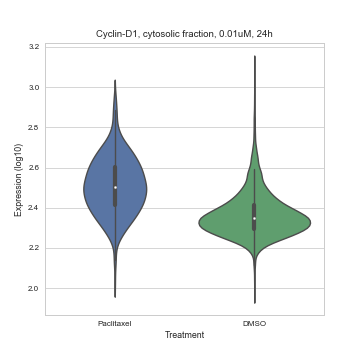 Cyclin-D1, cytosolic fraction, 0.01uM, 24h
3.2
3.0
2.8
2.6
2.4
2.2
2.0
Expression (log10)
Paclitaxel DMSO
Treatment